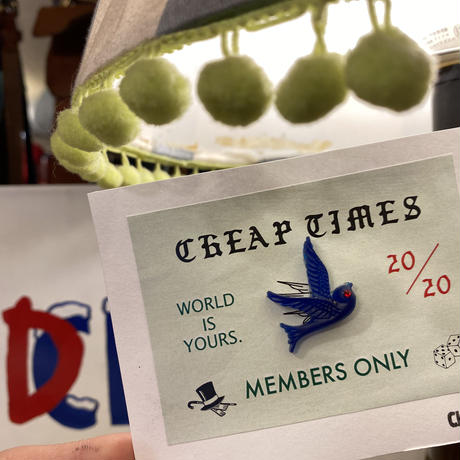 CHEAP TIMES
WORLD
IS
YOURS.
20/20
MEMBERS ONLY